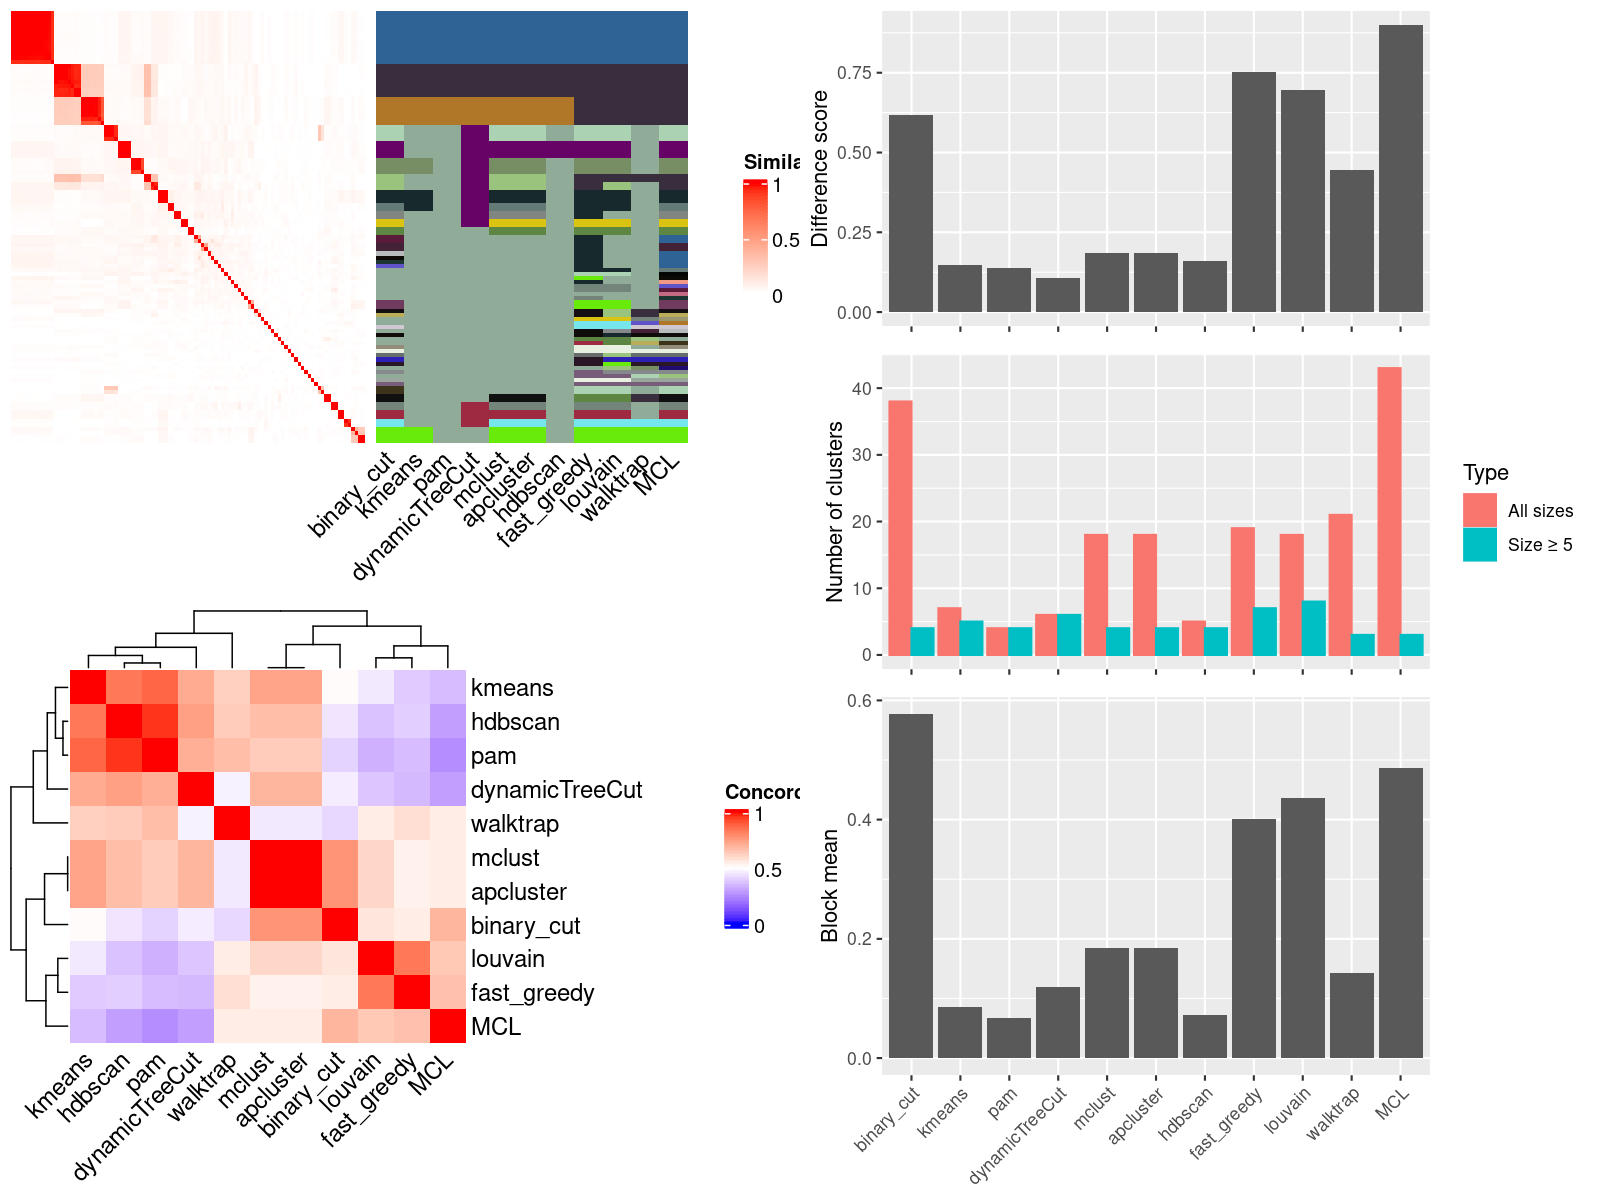 Simila
1
0.5
0
binary_cut
kmeans
pam
dynamicTreeCut
mclust
apcluster
hdbscan
fast_greedy
louvain
walktrap
MCL
kmeans
hdbscan
pam
dynamicTreeCut
walktrap
mclust
apcluster
binary_cut
louvain
fast_greedy
MCL
kmeans
hdbscan
pam
dynamicTreeCut
walktrap
mclust
apcluster
binary_cut
louvain
fast_greedy
MCL
Concord
1
0.5
0
Difference score
0.75
0.50
0.25
0.00
Number of clusters
40
30
20
10
0
Type
All sizes
Size ≥ 5
Block mean
0.6
0.4
0.2
0.0
binary_cut
kmeans
pam
dynamicTreeCut
mclust
apcluster
hdbscan
fast_greedy
louvain
walktrap
MCL